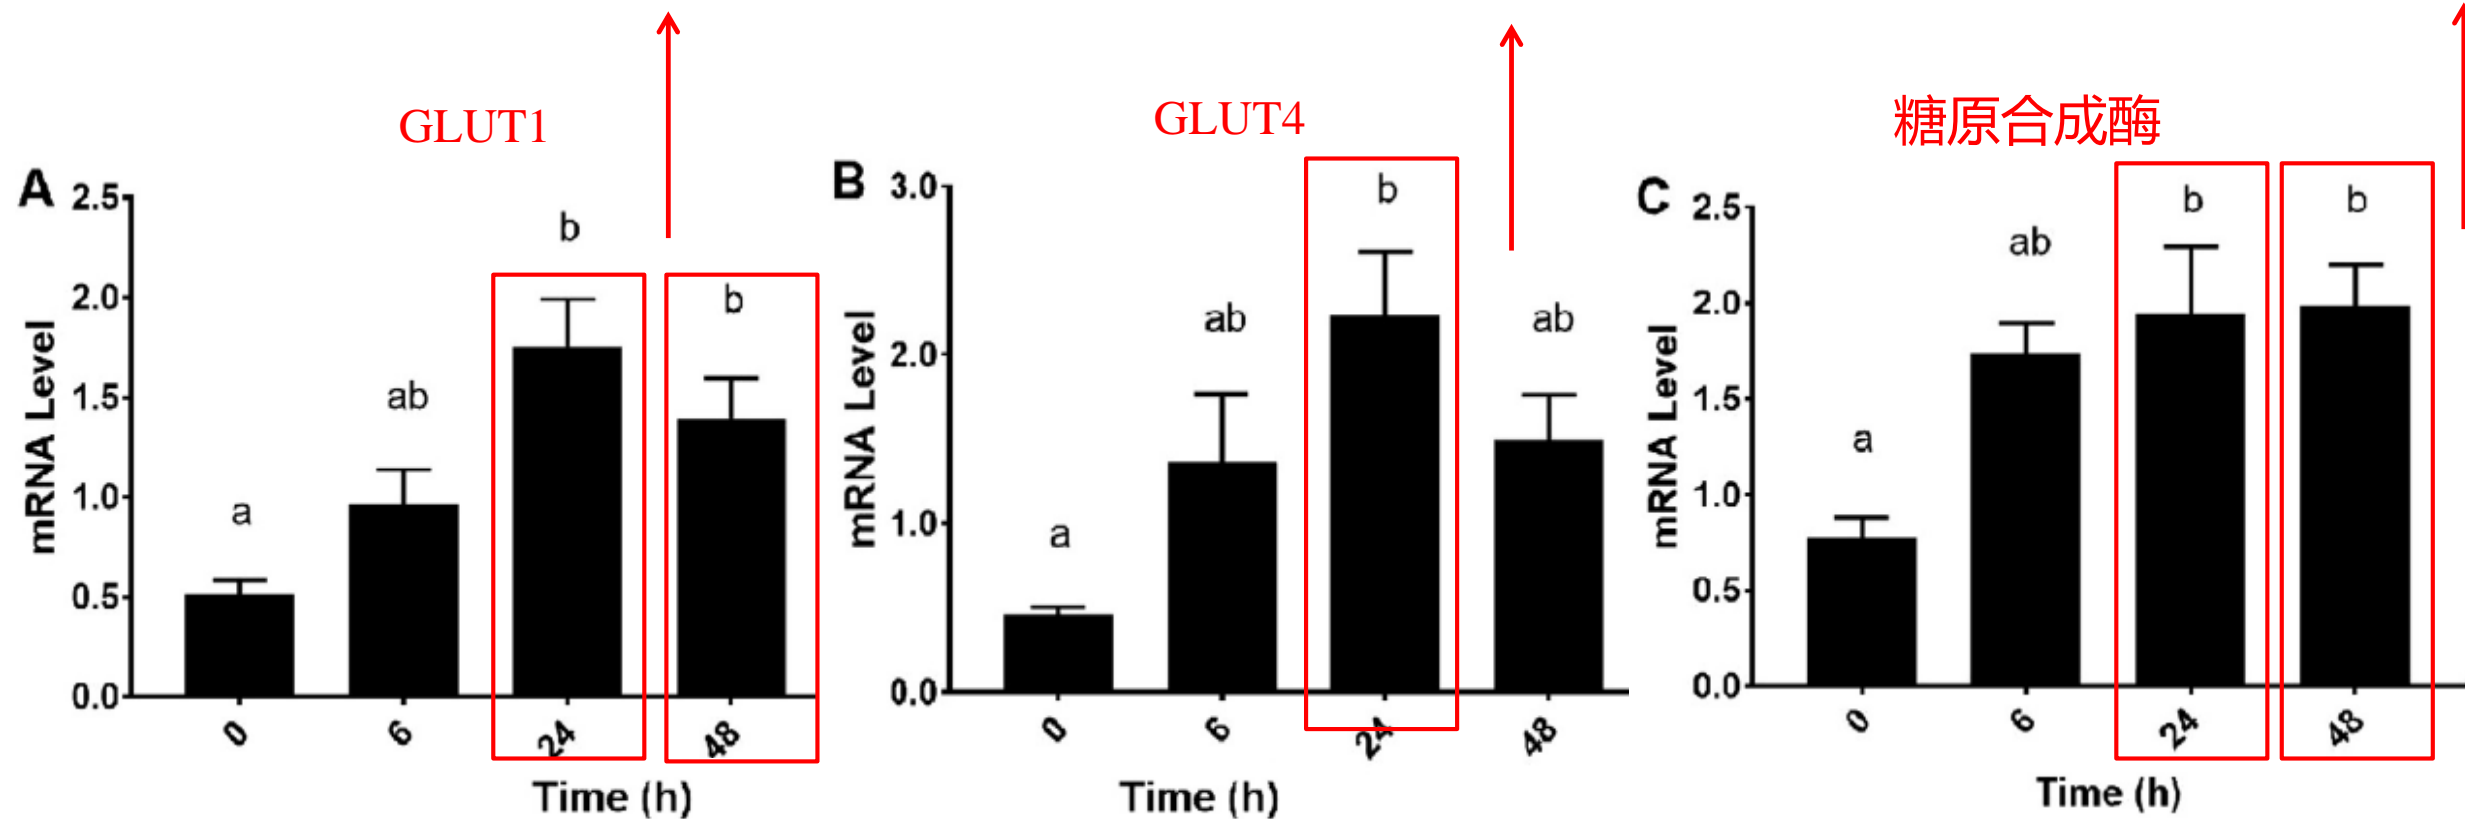 GLUT1
A
mRNA Level
2.5
2.0
1.5
1.0
0.5
0.0
a
ab
b
b
0
6
24
48
Time (h)
GLUT4
B
mRNA Level
3.0
2.0
1.0
0.0
a
ab
b
ab
0
6
24
48
Time (h)
糖原合成酶
C
mRNA Level
2.5
2.0
1.5
1.0
0.5
0.0
a
ab
b
b
0
6
24
48
Time (h)